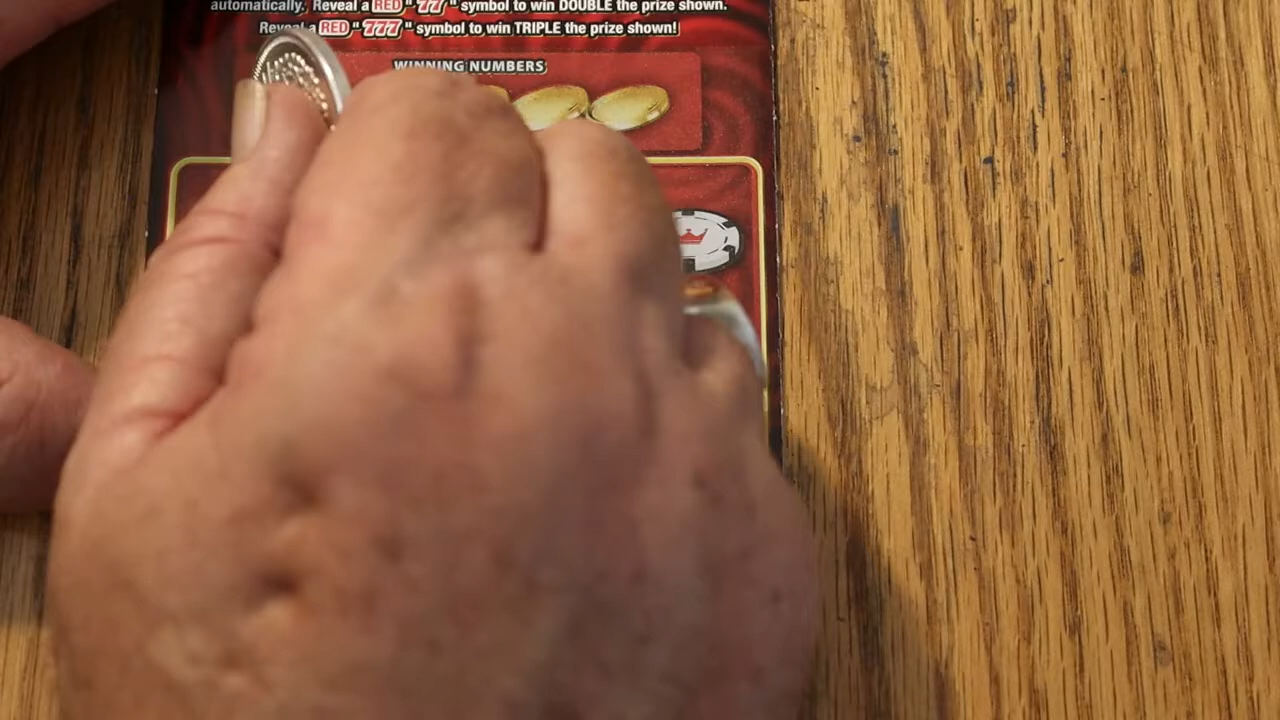 automatically. Reveal a RED "77" symbol to win DOUBLE the prize shown.
Reveal a RED "777" symbol to win TRIPLE the prize shown!
WINNING NUMBERS